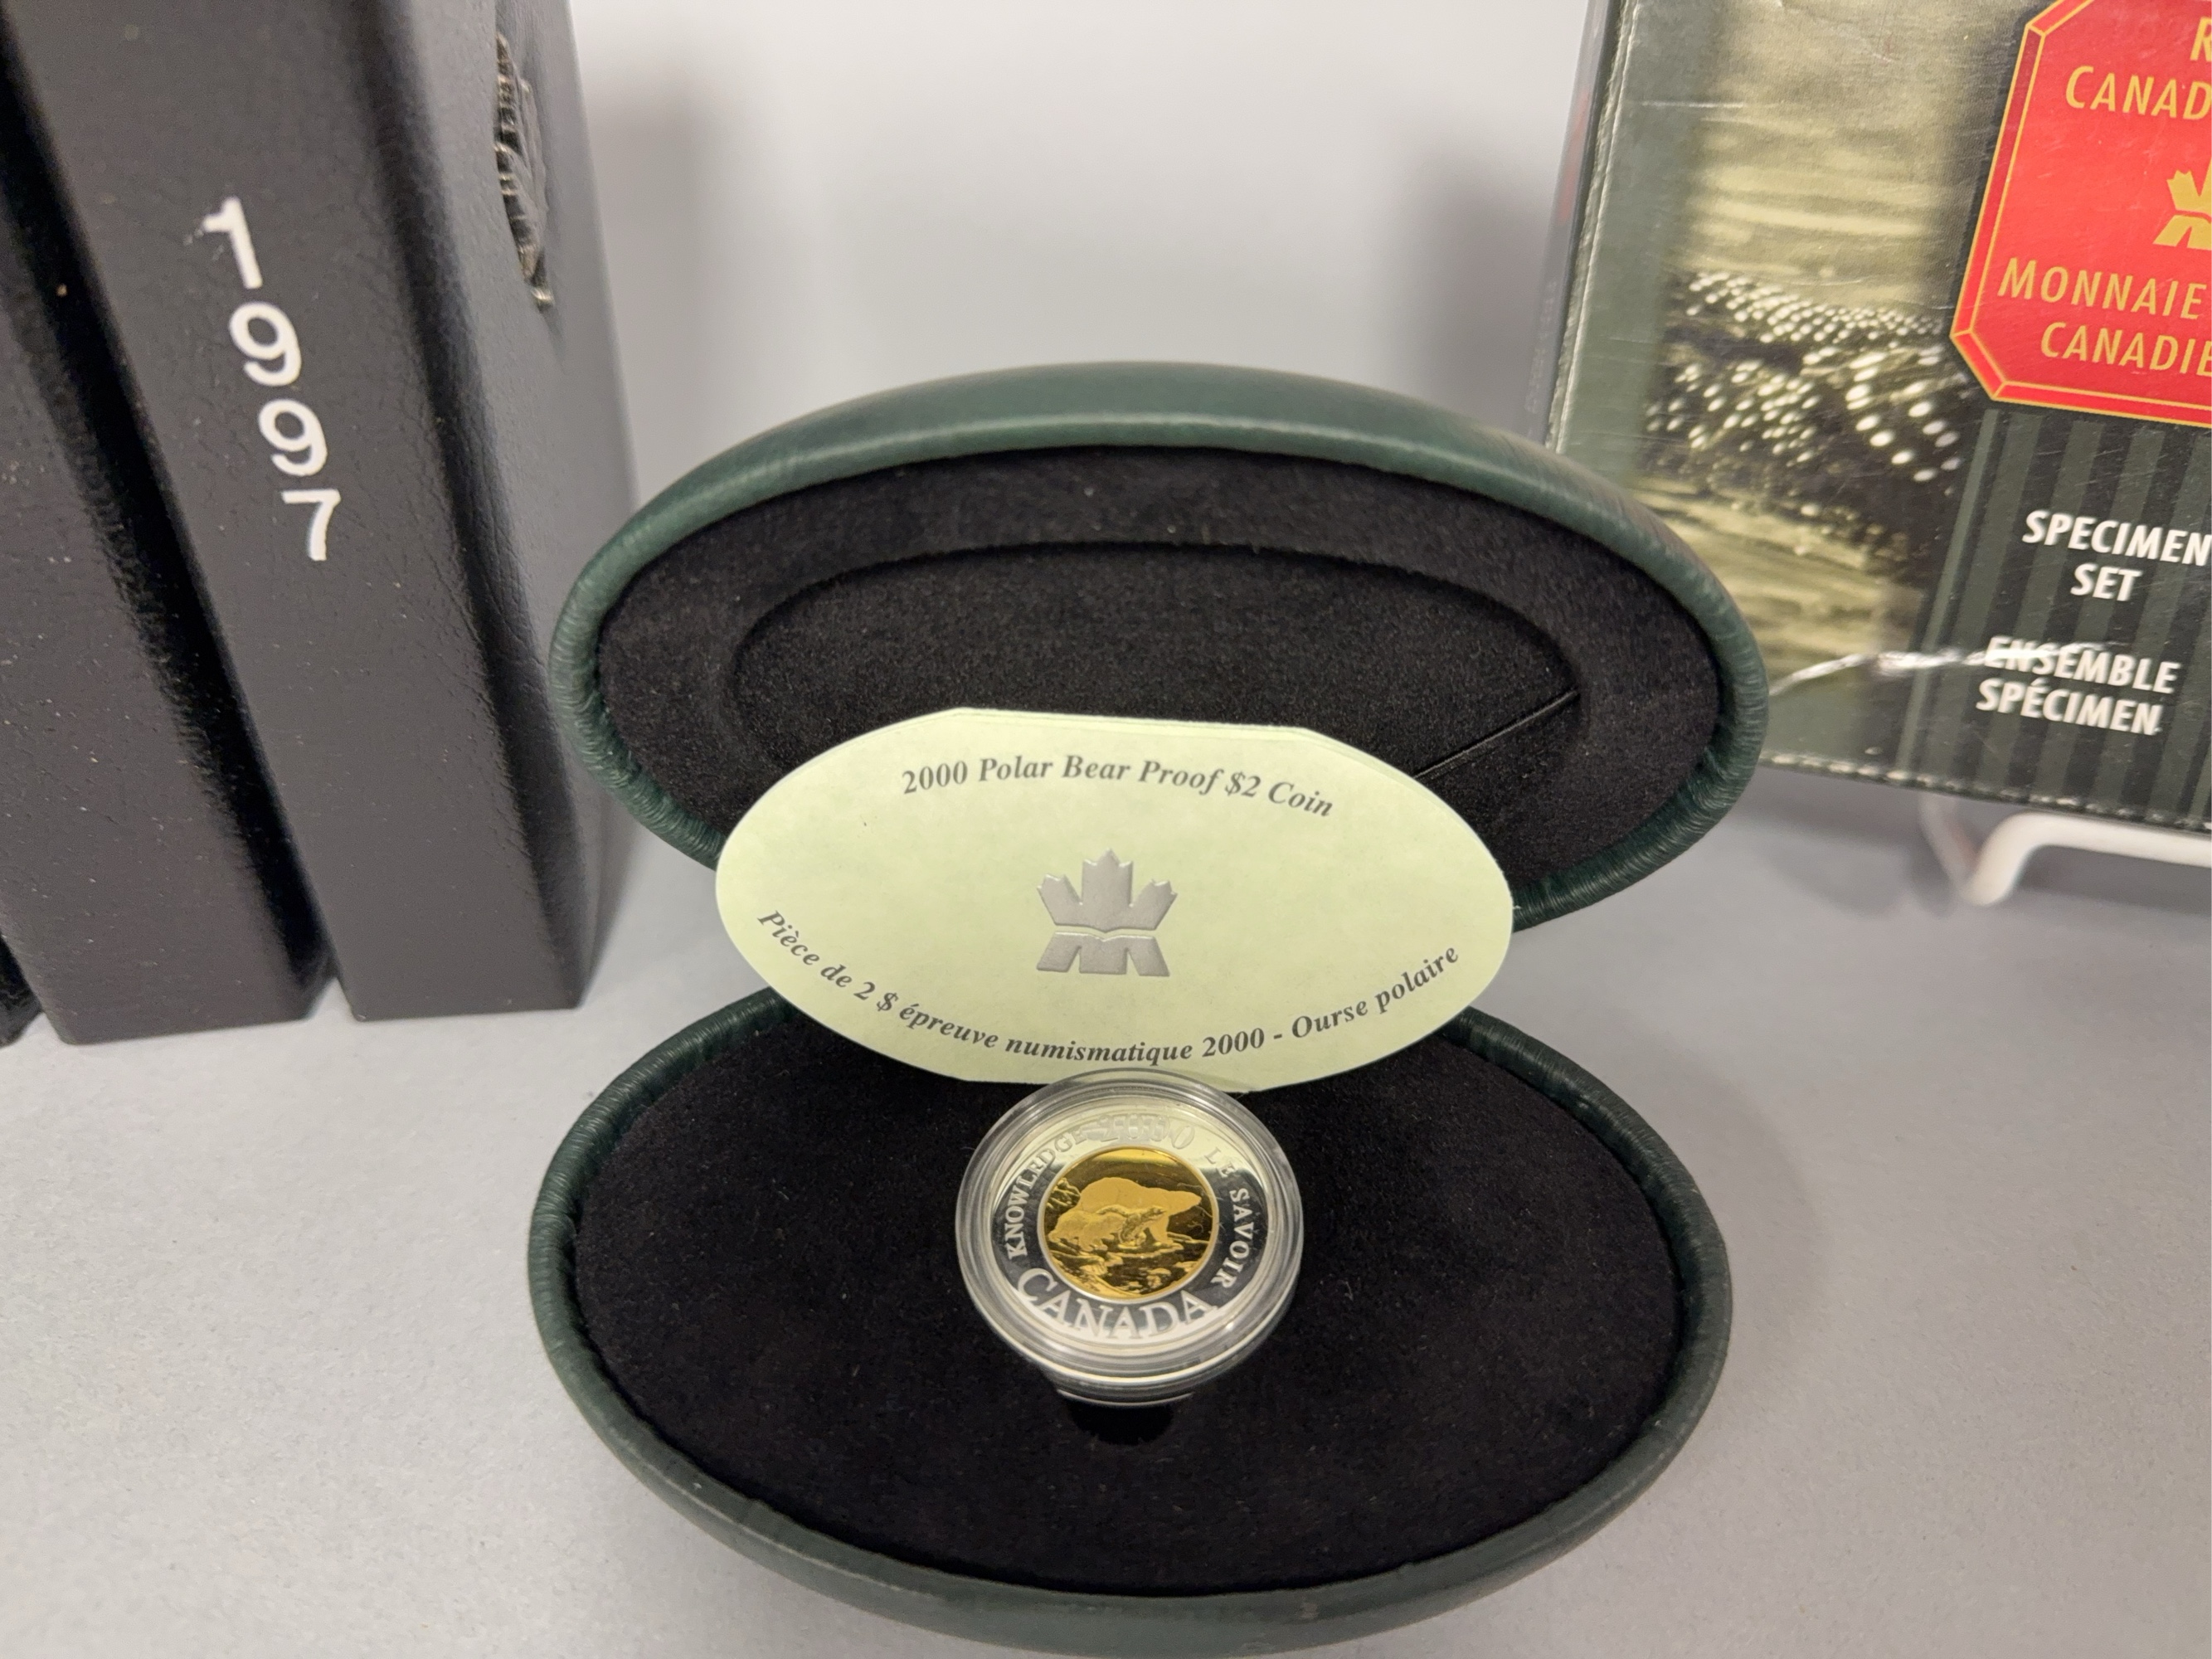 1997
CANAD
MONNAIE
CANADIE
SPECIMEN
SET
ENSEMBLE
SPÉCIMEN
2000 Polar Bear Proof $2 Coin
Pièce de 2 $ épreuve numismatique 2000 - Ourse polaire
KNOWLEDGE 2000 LE SAVOIR
CANADA